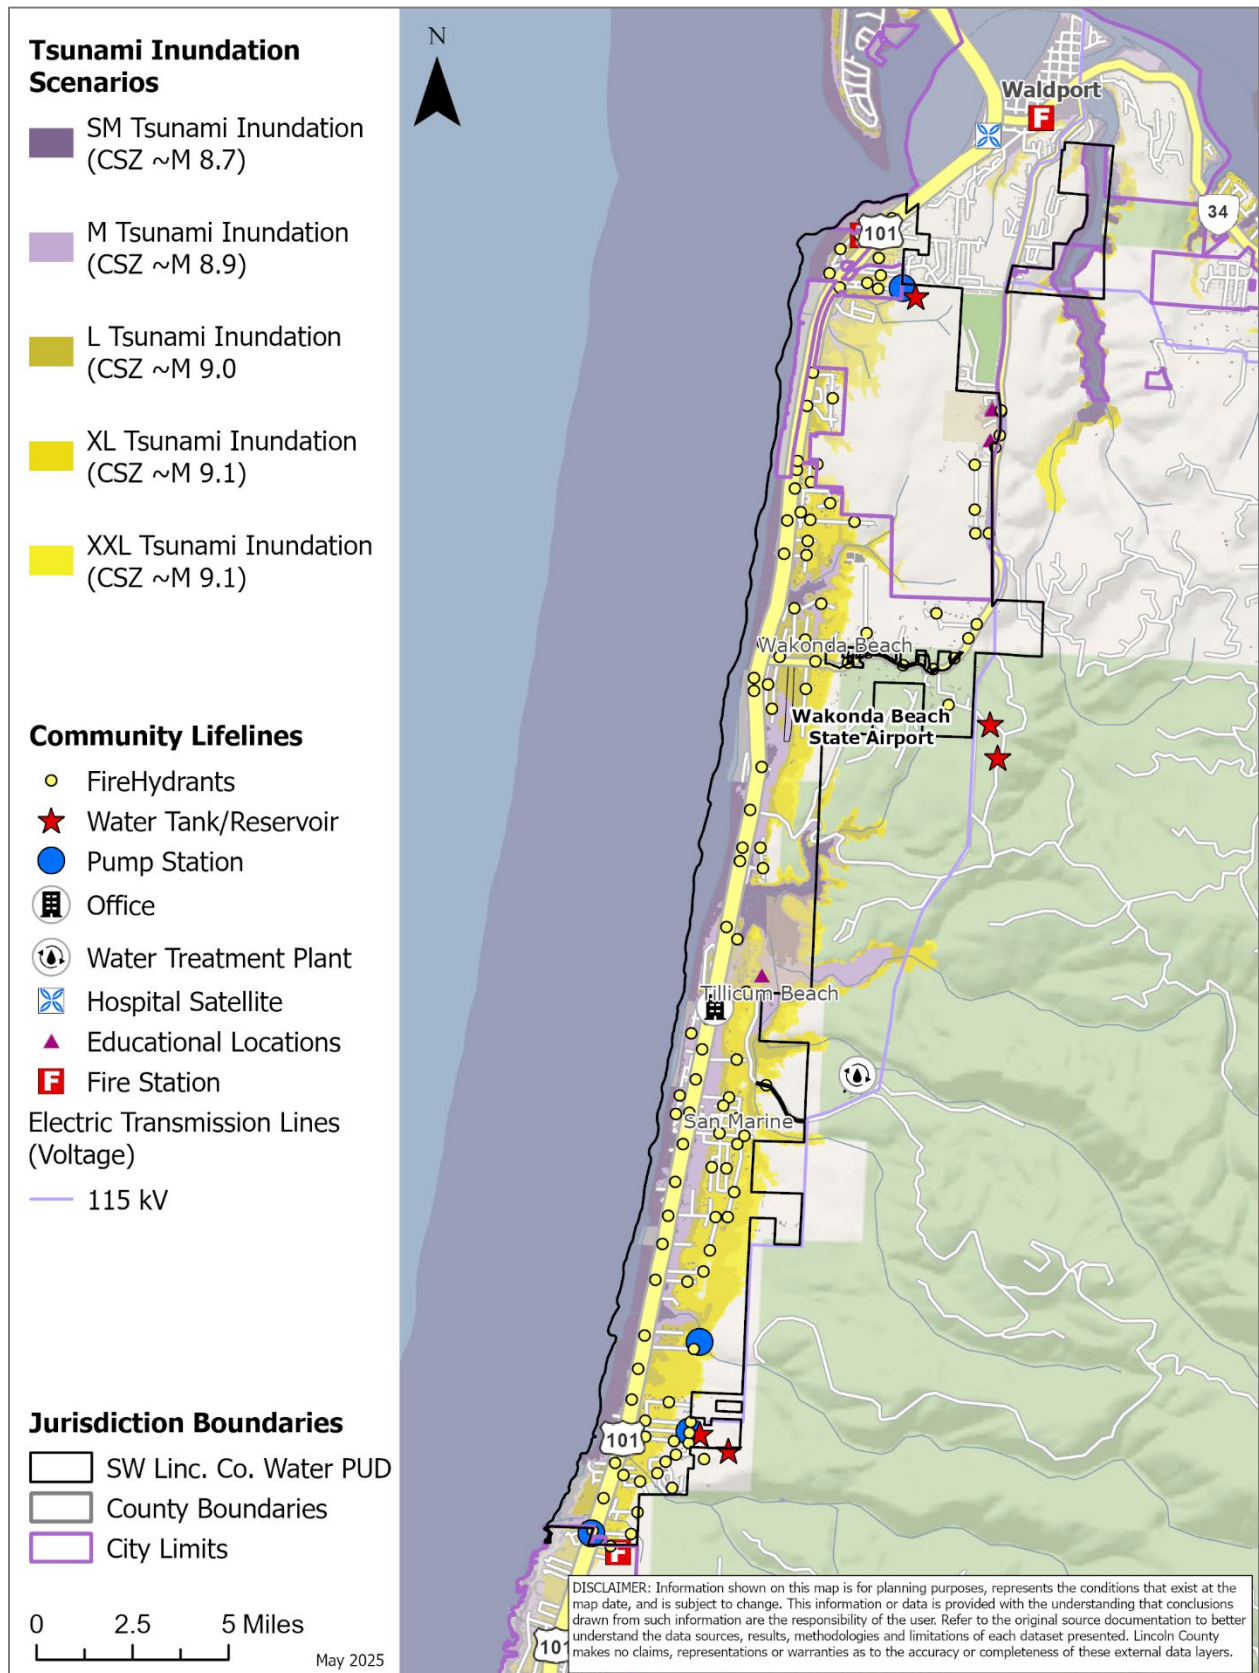 Tsunami Inundation
Scenarios
SM Tsunami Inundation
(CSZ ~M 8.7)
M Tsunami Inundation
(CSZ ~M 8.9)
L Tsunami Inundation
(CSZ ~M 9.0
XL Tsunami Inundation
(CSZ ~M 9.1)
XXL Tsunami Inundation
(CSZ ~M 9.1)
Community Lifelines
FireHydrants
Water Tank/Reservoir
Pump Station
Office
Water Treatment Plant
Hospital Satellite
Educational Locations
F Fire Station
Electric Transmission Lines
(Voltage)
115 kV
Jurisdiction Boundaries
SW Linc. Co. Water PUD
County Boundaries
City Limits
0 2.5 5 Miles
May 2025
N
Waldport
F
34
101
Wakonda Beach
Wakonda Beach
State Airport
Tillicum Beach
San Marine
101
F
101
DISCLAIMER: Information shown on this map is for planning purposes, represents the conditions that exist at the
map date, and is subject to change. This information or data is provided with the understanding that conclusions
drawn from such information are the responsibility of the user. Refer to the original source documentation to better
understand the data sources, results, methodologies and limitations of each dataset presented. Lincoln County
makes no claims, representations or warranties as to the accuracy or completeness of these external data layers.